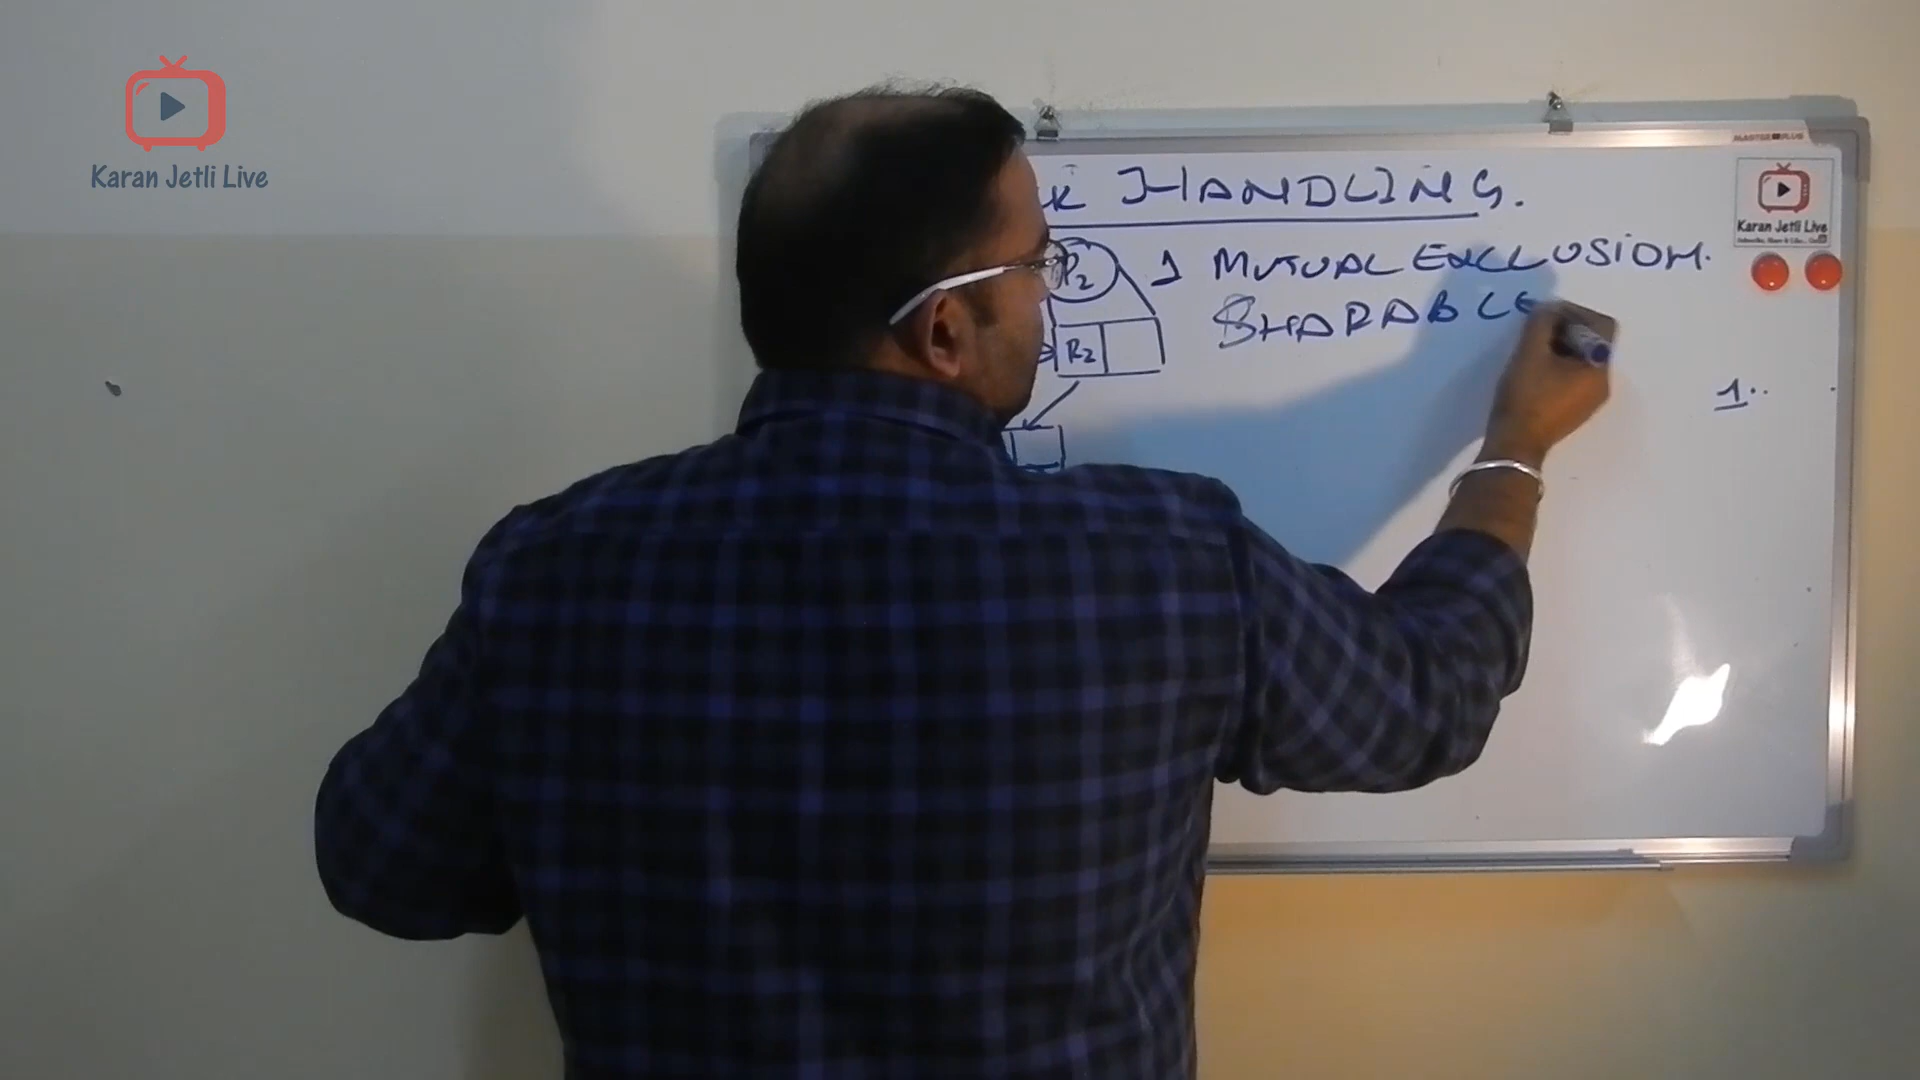 Karan Jetli Live
HANDLING.
P2
1 MUTUAL EXCLUSION.
SHARABLE
R2
1..
Karan Jetli Live